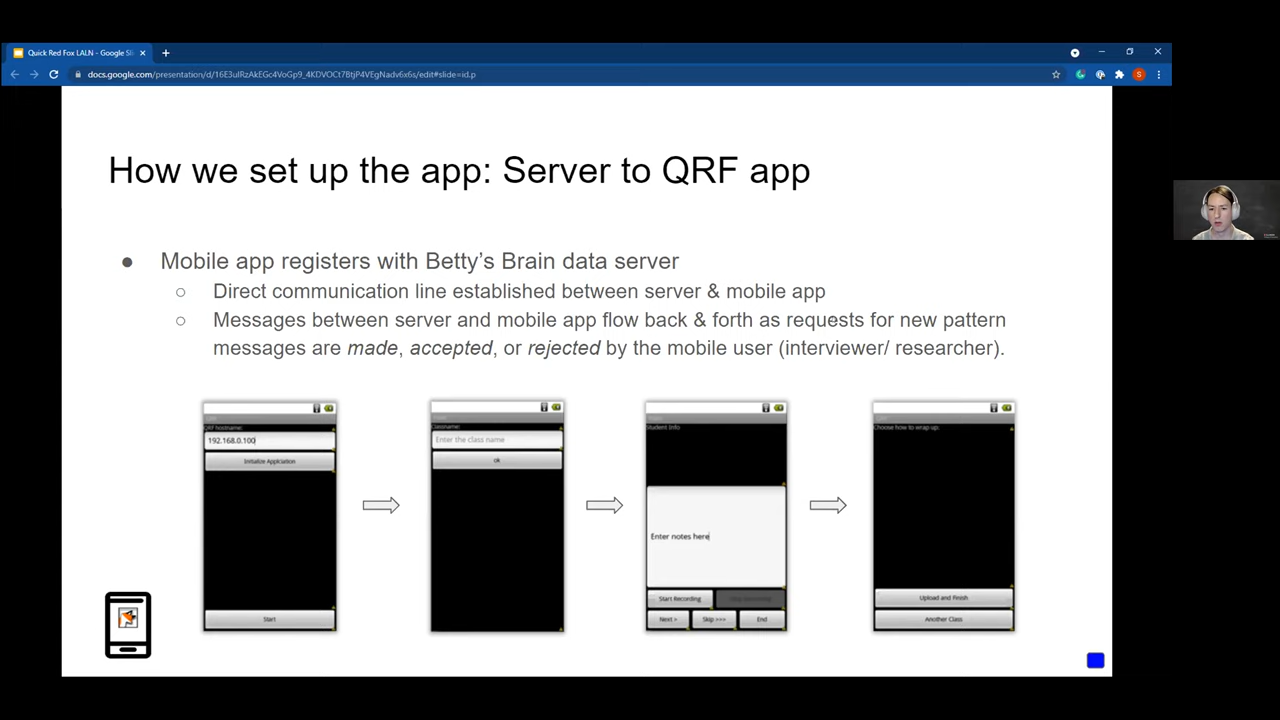 Quick Red Fox LALN - Google Sli
docs.google.com/presentation/d/16E3ulRzAkEGc4VoGp9_4KDVOCt7BtjP4VEgNadv6x6s/edit#slide=id.p
S
How we set up the app: Server to QRF app
● Mobile app registers with Betty's Brain data server
○ Direct communication line established between server & mobile app
○ Messages between server and mobile app flow back & forth as requests for new pattern
messages are made, accepted, or rejected by the mobile user (interviewer/ researcher).
QRF hostname:
192.168.0.100
Initialize Application
Start
Classname:
Enter the class name
ok
Student Info
Enter notes here
Start Recording
Next >
Skip >>>
End
Choose how to wrap up:
Upload and Finish
Another Class